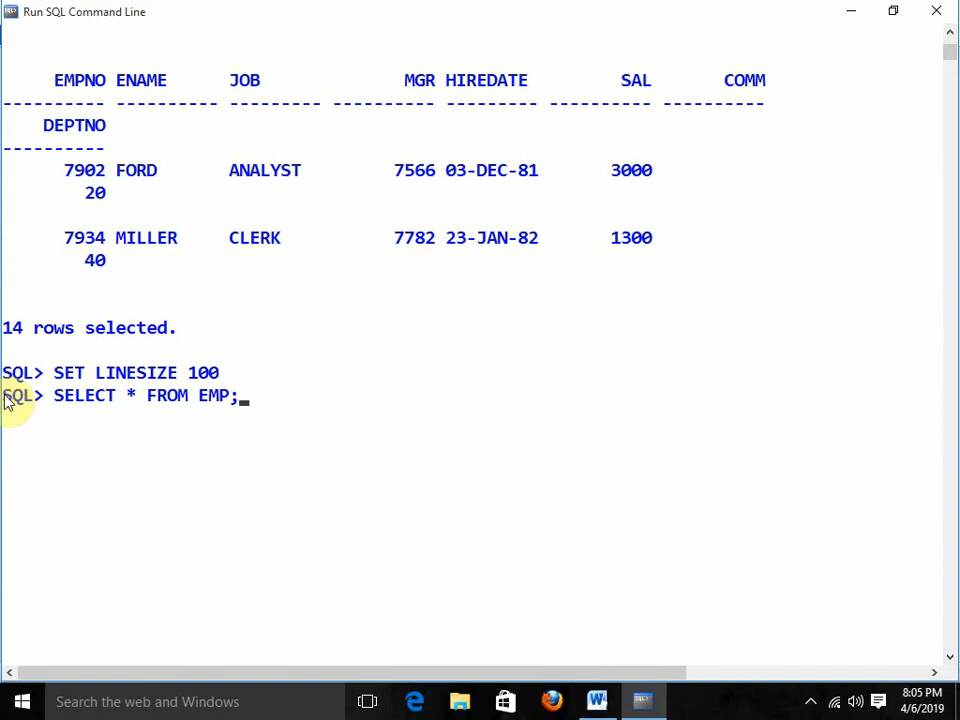 Run SQL Command Line
EMPNO ENAME JOB MGR HIREDATE SAL COMM
---------- ---------- --------- ---------- --------- ---------- ----------
DEPTNO
----------
7902 FORD ANALYST 7566 03-DEC-81 3000
20
7934 MILLER CLERK 7782 23-JAN-82 1300
40
14 rows selected.
SQL> SET LINESIZE 100
SQL> SELECT * FROM EMP;
Search the web and Windows
8:05 PM
4/6/2019